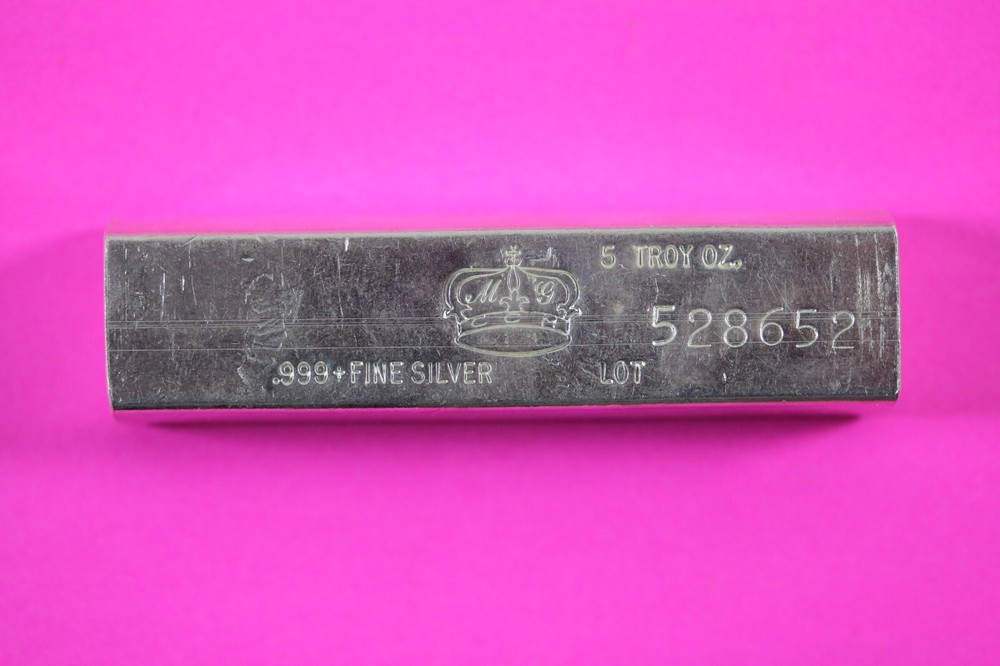 5 TROY OZ.
M G
528652
.999+FINE SILVER
LOT